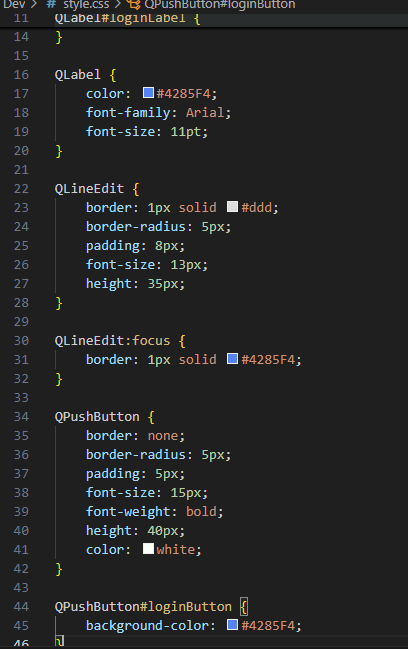 Dev > # style.css > QPushButton#loginButton
11 QLabel#loginLabel {
14 }
15
16 QLabel {
17 color: #4285F4;
18 font-family: Arial;
19 font-size: 11pt;
20 }
21
22 QLineEdit {
23 border: 1px solid #ddd;
24 border-radius: 5px;
25 padding: 8px;
26 font-size: 13px;
27 height: 35px;
28 }
29
30 QLineEdit:focus {
31 border: 1px solid #4285F4;
32 }
33
34 QPushButton {
35 border: none;
36 border-radius: 5px;
37 padding: 5px;
38 font-size: 15px;
39 font-weight: bold;
40 height: 40px;
41 color: white;
42 }
43
44 QPushButton#loginButton {
45 background-color: #4285F4;
46 }